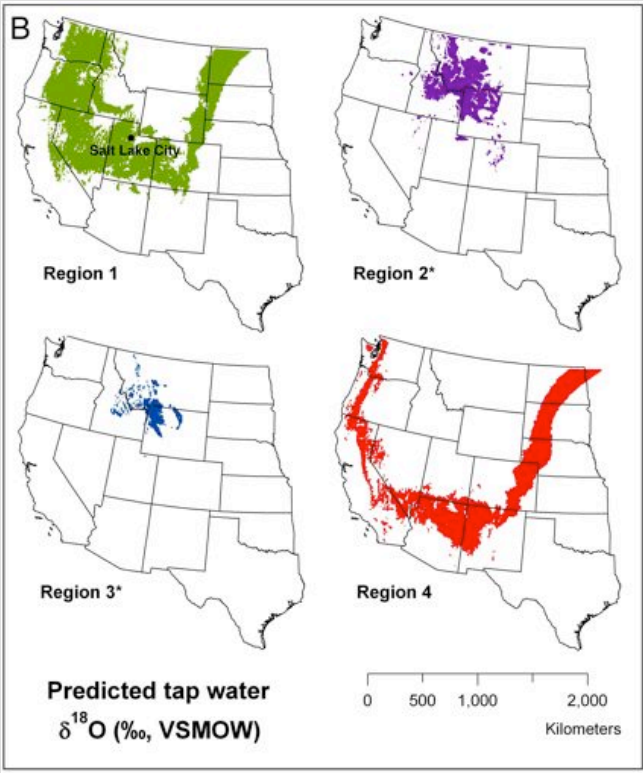 B
Salt Lake City
Region 1
Region 2*
Region 3*
Region 4
Predicted tap water
δ¹⁸O (‰, VSMOW)
0 500 1,000 2,000
Kilometers